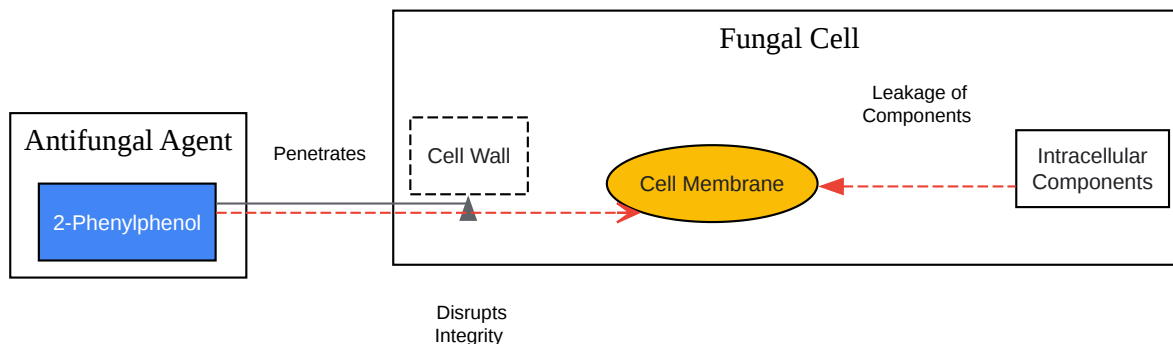 Fungal Cell
Leakage of
Components
Antifungal Agent
Penetrates
Cell Wall
Intracellular
Components
Cell Membrane
2-Phenylphenol
Disrupts
Integrity